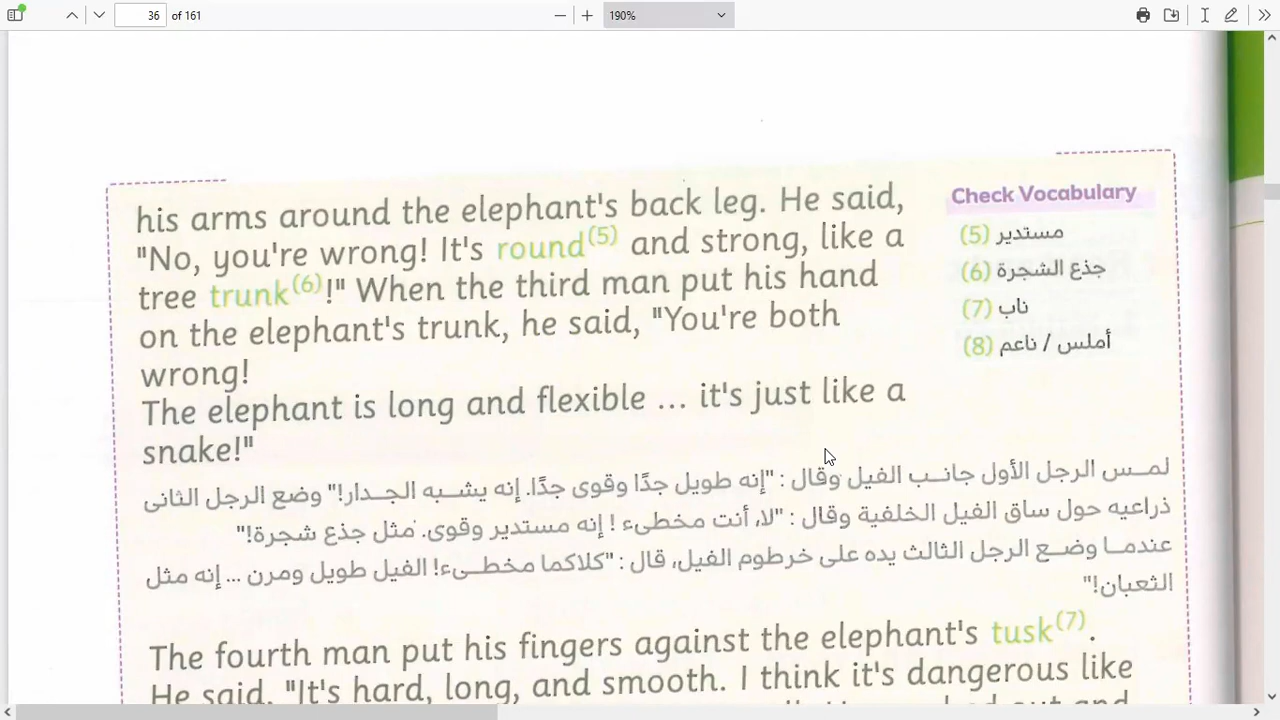 36 of 161
190%
his arms around the elephant's back leg. He said,
"No, you're wrong! It's round(5) and strong, like a
tree trunk(6)!" When the third man put his hand
on the elephant's trunk, he said, "You're both
wrong!
The elephant is long and flexible ... it's just like a
snake!"
Check Vocabulary
(5) مستدير
(6) جذع الشجرة
(7) ناب
(8) أملس / ناعم
لمس الرجل الأول جانب الفيل وقال : "إنه طويل جدًا وقوى جدًا. إنه يشبه الجدار!" وضع الرجل الثانى
ذراعيه حول ساق الفيل الخلفية وقال : "لا، أنت مخطىء ! إنه مستدير وقوى. مثل جذع شجرة!"
عندما وضع الرجل الثالث يده على خرطوم الفيل، قال : "كلاكما مخطىء! الفيل طويل ومرن ... إنه مثل
الثعبان!"
The fourth man put his fingers against the elephant's tusk(7).
He said, "It's hard, long, and smooth. I think it's dangerous like